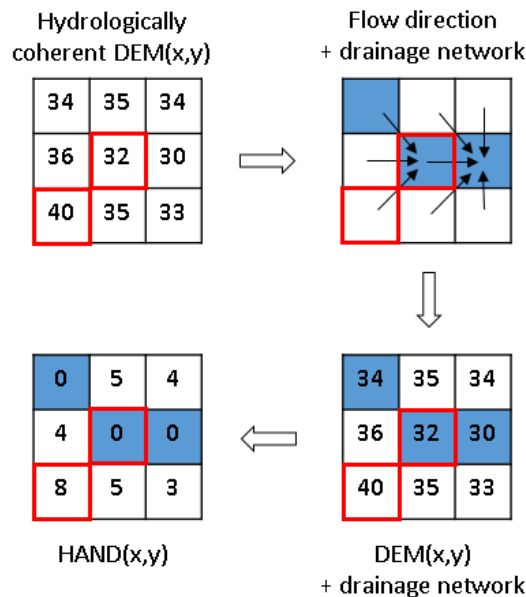 Hydrologically
coherent DEM(x,y)
34 35 34
36 32 30
40 35 33
Flow direction
+ drainage network
0 5 4
4 0 0
8 5 3
HAND(x,y)
34 35 34
36 32 30
40 35 33
DEM(x,y)
+ drainage network